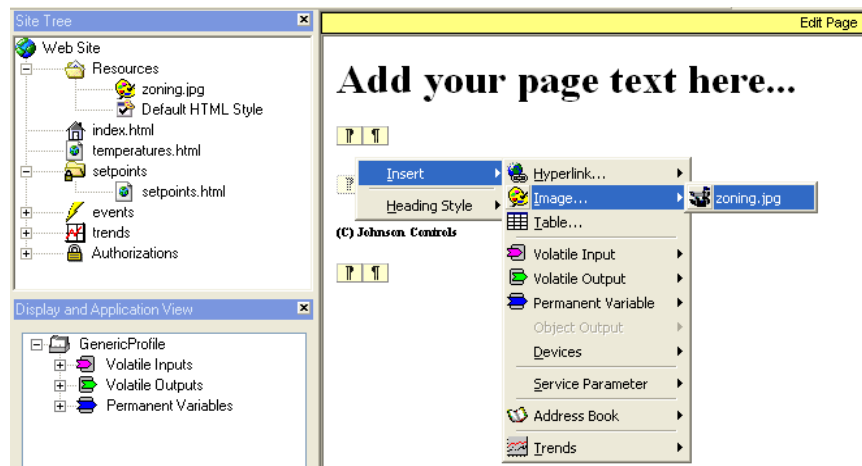 Site Tree
Web Site
Resources
zoning.jpg
Default HTML Style
index.html
temperatures.html
setpoints
setpoints.html
events
trends
Authorizations
Display and Application View
GenericProfile
Volatile Inputs
Volatile Outputs
Permanent Variables
Edit Page
Add your page text here...
Insert
Heading Style
(C) Johnson Controls
Hyperlink...
Image...
Table...
Volatile Input
Volatile Output
Permanent Variable
Object Output
Devices
Service Parameter
Address Book
Trends
zoning.jpg